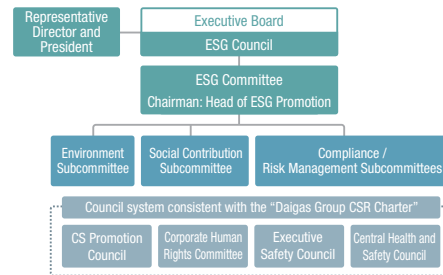 Representative
Director and
President
Executive Board
ESG Council
ESG Committee
Chairman: Head of ESG Promotion
Environment
Subcommittee
Social Contribution
Subcommittee
Compliance /
Risk Management Subcommittees
Council system consistent with the “Daigas Group CSR Charter”
CS Promotion
Council
Corporate Human
Rights Committee
Executive
Safety Council
Central Health and
Safety Council